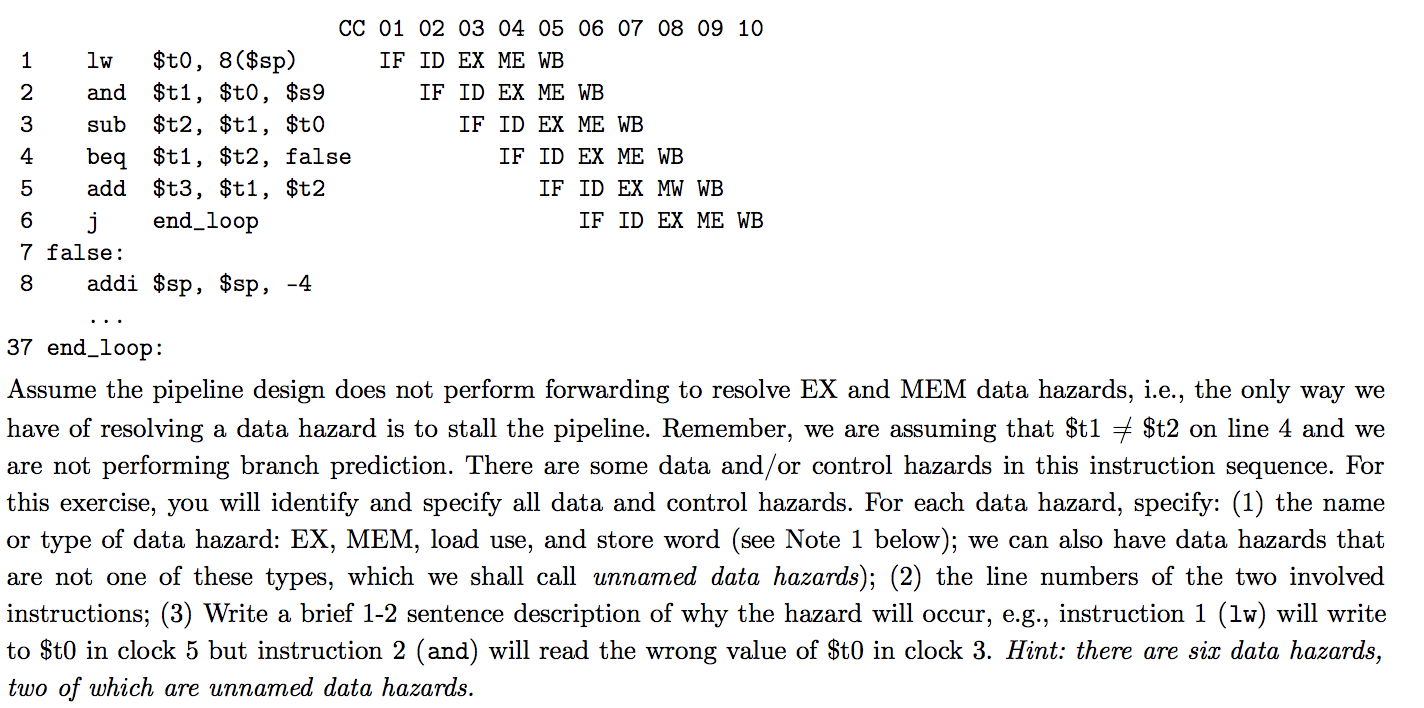 CC 01 02 03 04 05 06 07 08 09 10
1 lw $t0, 8($sp) IF ID EX ME WB
2 and $t1, $t0, $s9 IF ID EX ME WB
3 sub $t2, $t1, $t0 IF ID EX ME WB
4 beq $t1, $t2, false IF ID EX ME WB
5 add $t3, $t1, $t2 IF ID EX MW WB
6 j end_loop IF ID EX ME WB
7 false:
8 addi $sp, $sp, -4
...
37 end_loop:
Assume the pipeline design does not perform forwarding to resolve EX and MEM data hazards, i.e., the only way we
have of resolving a data hazard is to stall the pipeline. Remember, we are assuming that $t1 ≠ $t2 on line 4 and we
are not performing branch prediction. There are some data and/or control hazards in this instruction sequence. For
this exercise, you will identify and specify all data and control hazards. For each data hazard, specify: (1) the name
or type of data hazard: EX, MEM, load use, and store word (see Note 1 below); we can also have data hazards that
are not one of these types, which we shall call unnamed data hazards); (2) the line numbers of the two involved
instructions; (3) Write a brief 1-2 sentence description of why the hazard will occur, e.g., instruction 1 (lw) will write
to $t0 in clock 5 but instruction 2 (and) will read the wrong value of $t0 in clock 3. Hint: there are six data hazards,
two of which are unnamed data hazards.